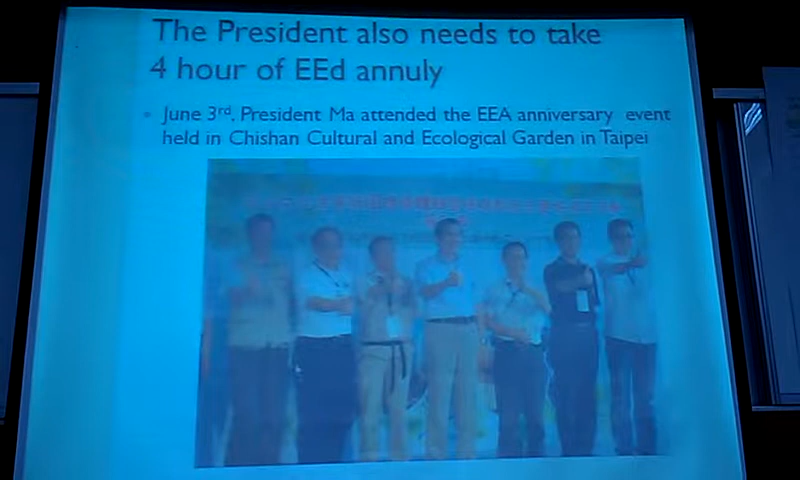 The President also needs to take
4 hour of EEd annuly
June 3rd, President Ma attended the EEA anniversary event
held in Chishan Cultural and Ecological Garden in Taipei